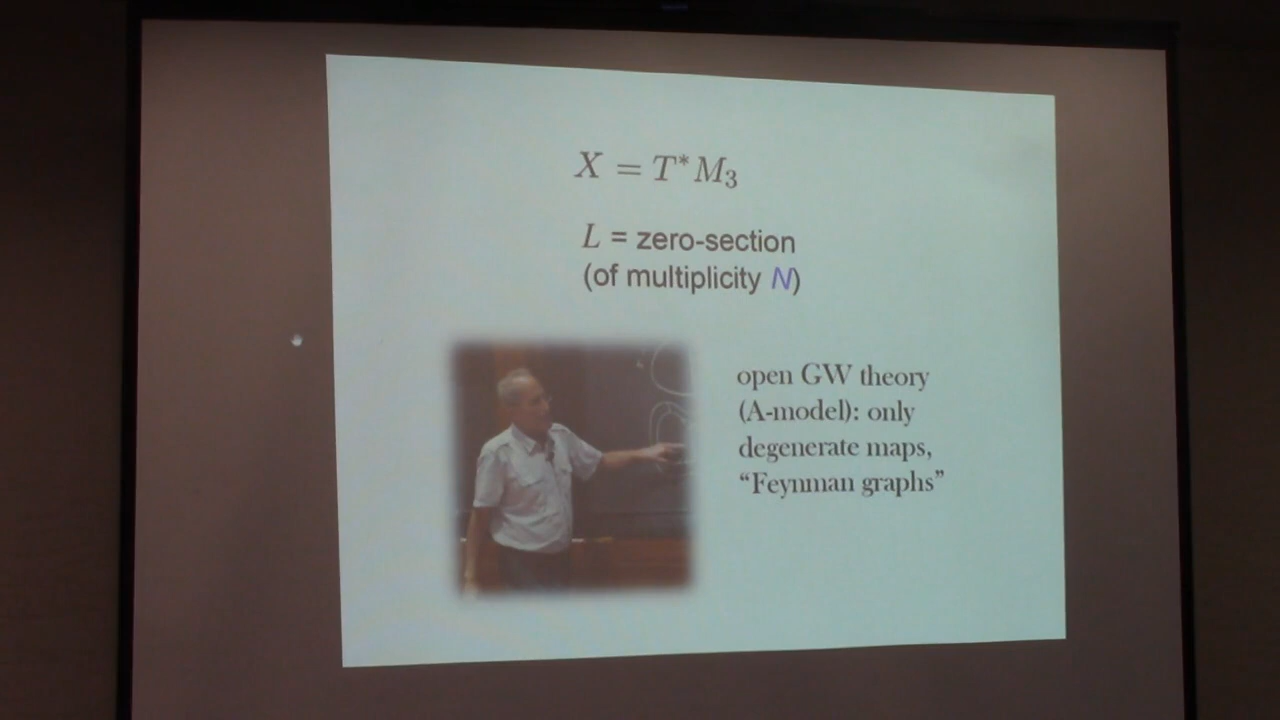 X = T*M₃
L = zero-section
(of multiplicity N)
open GW theory
(A-model): only
degenerate maps,
“Feynman graphs”